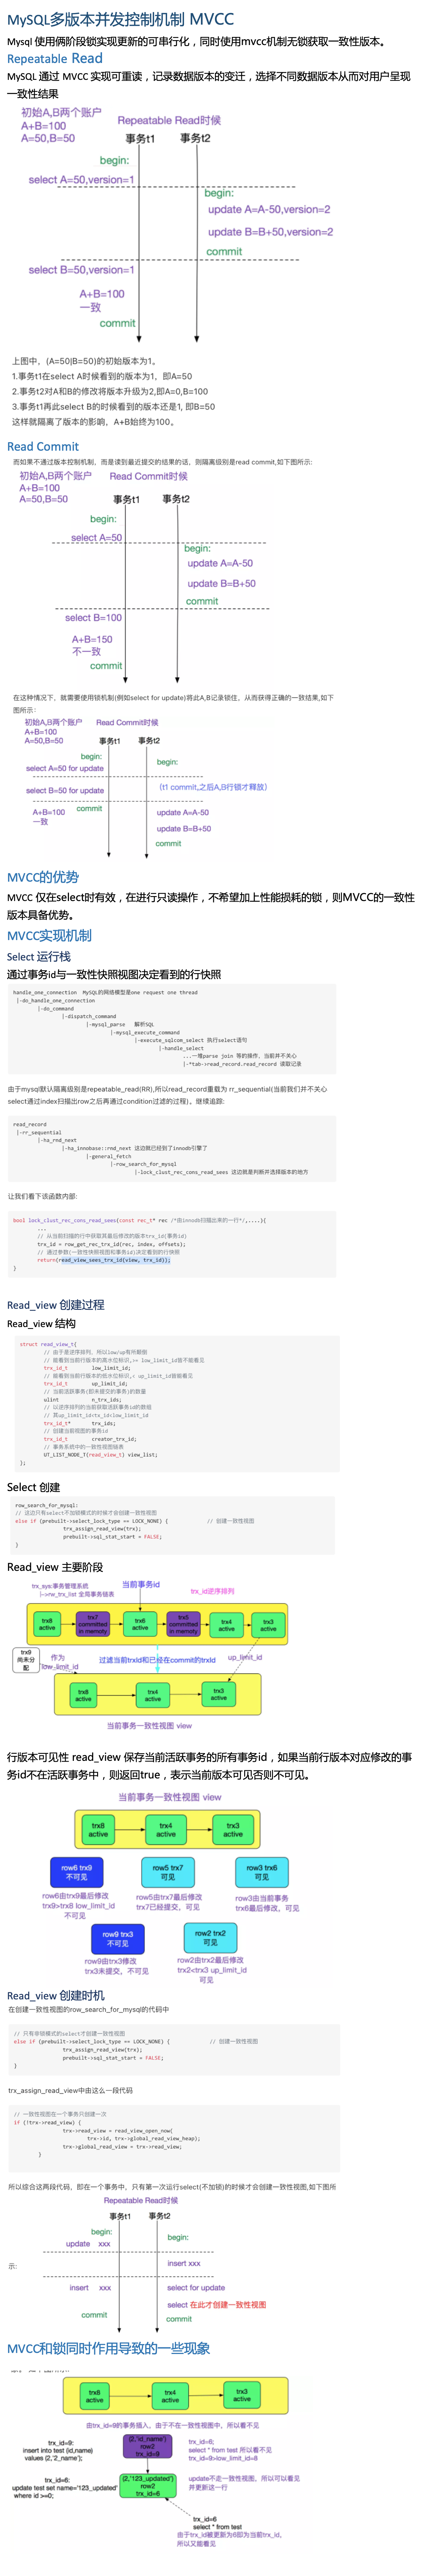 MySQL多版本并发控制机制 MVCC
Mysql 使用俩阶段锁实现更新的可串行化，同时使用mvcc机制无锁获取一致性版本。
Repeatable Read
MySQL 通过 MVCC 实现可重读，记录数据版本的变迁，选择不同数据版本从而对用户呈现
一致性结果
初始A,B两个账户
A+B=100
A=50,B=50
Repeatable Read时候
事务t1 事务t2
begin:
select A=50,version=1
begin:
update A=A-50,version=2
update B=B+50,version=2
commit
select B=50,version=1
A+B=100
一致
commit
上图中，(A=50|B=50)的初始版本为1。
1.事务t1在select A时候看到的版本为1，即A=50
2.事务t2对A和B的修改将版本升级为2,即A=0,B=100
3.事务t1再此select B的时候看到的版本还是1, 即B=50
这样就隔离了版本的影响，A+B始终为100。
Read Commit
而如果不通过版本控制机制，而是读到最近提交的结果的话，则隔离级别是read commit,如下图所示:
初始A,B两个账户
A+B=100
A=50,B=50
Read Commit时候
事务t1 事务t2
begin:
select A=50
begin:
update A=A-50
update B=B+50
commit
select B=100
A+B=150
不一致
commit
在这种情况下，就需要使用锁机制(例如select for update)将此A,B记录锁住，从而获得正确的一致结果,如下
图所示：
初始A,B两个账户
A+B=100
A=50,B=50
Read Commit时候
事务t1 事务t2
begin:
begin:
select A=50 for update
select B=50 for update
（t1 commit,之后A,B行锁才释放）
commit
A+B=100
一致
update A=A-50
update B=B+50
commit
MVCC的优势
MVCC 仅在select时有效，在进行只读操作，不希望加上性能损耗的锁，则MVCC的一致性
版本具备优势。
MVCC实现机制
Select 运行栈
通过事务id与一致性快照视图决定看到的行快照
handle_one_connection MySQL的网络模型是one request one thread
|-do_handle_one_connection
|-do_command
|-dispatch_command
|-mysql_parse 解析SQL
|-mysql_execute_command
|-execute_sqlcom_select 执行select语句
|-handle_select
...一堆parse join 等的操作，当前并不关心
|-*tab->read_record.read_record 读取记录
由于mysql默认隔离级别是repeatable_read(RR),所以read_record重载为 rr_sequential(当前我们并不关心
select通过index扫描出row之后再通过condition过滤的过程)。继续追踪:
read_record
|-rr_sequential
|-ha_rnd_next
|-ha_innobase::rnd_next 这边就已经到了innodb引擎了
|-general_fetch
|-row_search_for_mysql
|-lock_clust_rec_cons_read_sees 这边就是判断并选择版本的地方
让我们看下该函数内部:
bool lock_clust_rec_cons_read_sees(const rec_t* rec /*由innodb扫描出来的一行*/,....){
...
// 从当前扫描的行中获取其最后修改的版本trx_id(事务id)
trx_id = row_get_rec_trx_id(rec, index, offsets);
// 通过参数(一致性快照视图和事务id)决定看到的行快照
return(read_view_sees_trx_id(view, trx_id));
}
Read_view 创建过程
Read_view 结构
struct read_view_t{
// 由于是逆序排列，所以low/up有所颠倒
// 能看到当前行版本的高水位标识,>= low_limit_id皆不能看见
trx_id_t low_limit_id;
// 能看到当前行版本的低水位标识,< up_limit_id皆能看见
trx_id_t up_limit_id;
// 当前活跃事务(即未提交的事务)的数量
ulint n_trx_ids;
// 以逆序排列的当前获取活跃事务id的数组
// 其up_limit_id<tx_id<low_limit_id
trx_id_t* trx_ids;
// 创建当前视图的事务id
trx_id_t creator_trx_id;
// 事务系统中的一致性视图链表
UT_LIST_NODE_T(read_view_t) view_list;
};
Select 创建
row_search_for_mysql:
// 这边只有select不加锁模式的时候才会创建一致性视图
else if (prebuilt->select_lock_type == LOCK_NONE) { // 创建一致性视图
trx_assign_read_view(trx);
prebuilt->sql_stat_start = FALSE;
}
Read_view 主要阶段
trx_sys:事务管理系统
|->rw_trx_list 全局事务链表
当前事务id
trx_id逆序排列
trx8 active
trx7 committed in memoty
trx6 active
trx5 committed in memoty
trx4 active
trx3 active
trx9 尚未分配
作为 low_limit_id
过滤当前trxId和已经在commit的trxId
up_limit_id
trx8 active
trx4 active
trx3 active
当前事务一致性视图 view
行版本可见性 read_view 保存当前活跃事务的所有事务id，如果当前行版本对应修改的事
务id不在活跃事务中，则返回true，表示当前版本可见否则不可见。
当前事务一致性视图 view
trx8 active
trx4 active
trx3 active
row6 trx9 不可见
row5 trx7 可见
row3 trx6 可见
row6由trx9最后修改
trx9>trx8 low_limit_id
不可见
row5由trx7最后修改
trx7已经提交，可见
row3由当前事务
trx6最后修改，可见
row9 trx3 不可见
row2 trx2 可见
row9由trx3修改
trx3未提交，不可见
row2由trx2最后修改
trx2<trx3 up_limit_id
可见
Read_view 创建时机
在创建一致性视图的row_search_for_mysql的代码中
// 只有非锁模式的select才创建一致性视图
else if (prebuilt->select_lock_type == LOCK_NONE) { // 创建一致性视图
trx_assign_read_view(trx);
prebuilt->sql_stat_start = FALSE;
}
trx_assign_read_view中由这么一段代码
// 一致性视图在一个事务只创建一次
if (!trx->read_view) {
trx->read_view = read_view_open_now(
trx->id, trx->global_read_view_heap);
trx->global_read_view = trx->read_view;
}
所以综合这两段代码，即在一个事务中，只有第一次运行select(不加锁)的时候才会创建一致性视图,如下图所
示:
Repeatable Read时候
事务t1 事务t2
begin:
update xxx
begin:
insert xxx
insert xxx
select for update
select 在此才创建一致性视图
commit
commit
MVCC和锁同时作用导致的一些现象
trx8 active
trx4 active
trx3 active
由trx_id=9的事务插入，由于不在一致性视图中，所以看不见
trx_id=9:
insert into test (id,name)
values (2,'2_name');
(2,'id_name')
row2
trx_id=9
trx_id=6;
select * from test 所以看不见
trx_id=9>low_limit_id=8
trx_id=6:
update test set name='123_updated'
where id >=0;
(2,'123_updated')
row2
trx_id=6
update不走一致性视图，所以可以看见
并更新这一行
trx_id=6
select * from test
由于trx_id被更新为6即为当前trx_id,
所以又能看见